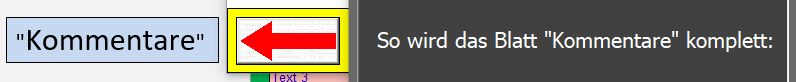 "Kommentare"
So wird das Blatt "Kommentare" komplett:
Text 3